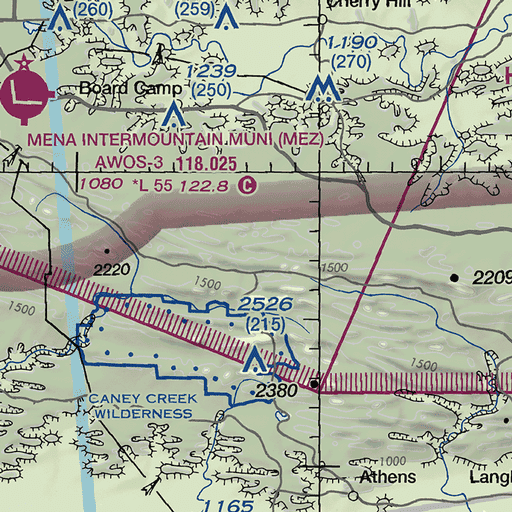 (260)
(259)
Cherry Hill
1190
(270)
1239
(250)
Board Camp
H
MENA INTERMOUNTAIN MUNI (MEZ)
AWOS-3 118.025
1080 *L 55 122.8 C
2220
1500
1500
2209
1500
2526
(215)
1500
2380
CANEY CREEK
WILDERNESS
1000
Athens
Langl
1165